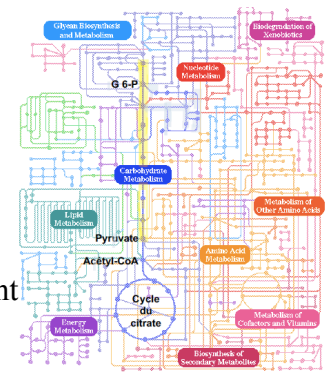 Glycan Biosynthesis
and Metabolism
Biodegradation of
Xenobiotics
Nucleotide
Metabolism
G 6-P
Carbohydrate
Metabolism
Metabolism of
Other Amino Acids
Lipid
Metabolism
Pyruvate
Amino Acid
Metabolism
Acétyl-CoA
nt
Cycle
du
citrate
Energy
Metabolism
Metabolism of
Cofactors and Vitamins
Biosynthesis of
Secondary Metabolites